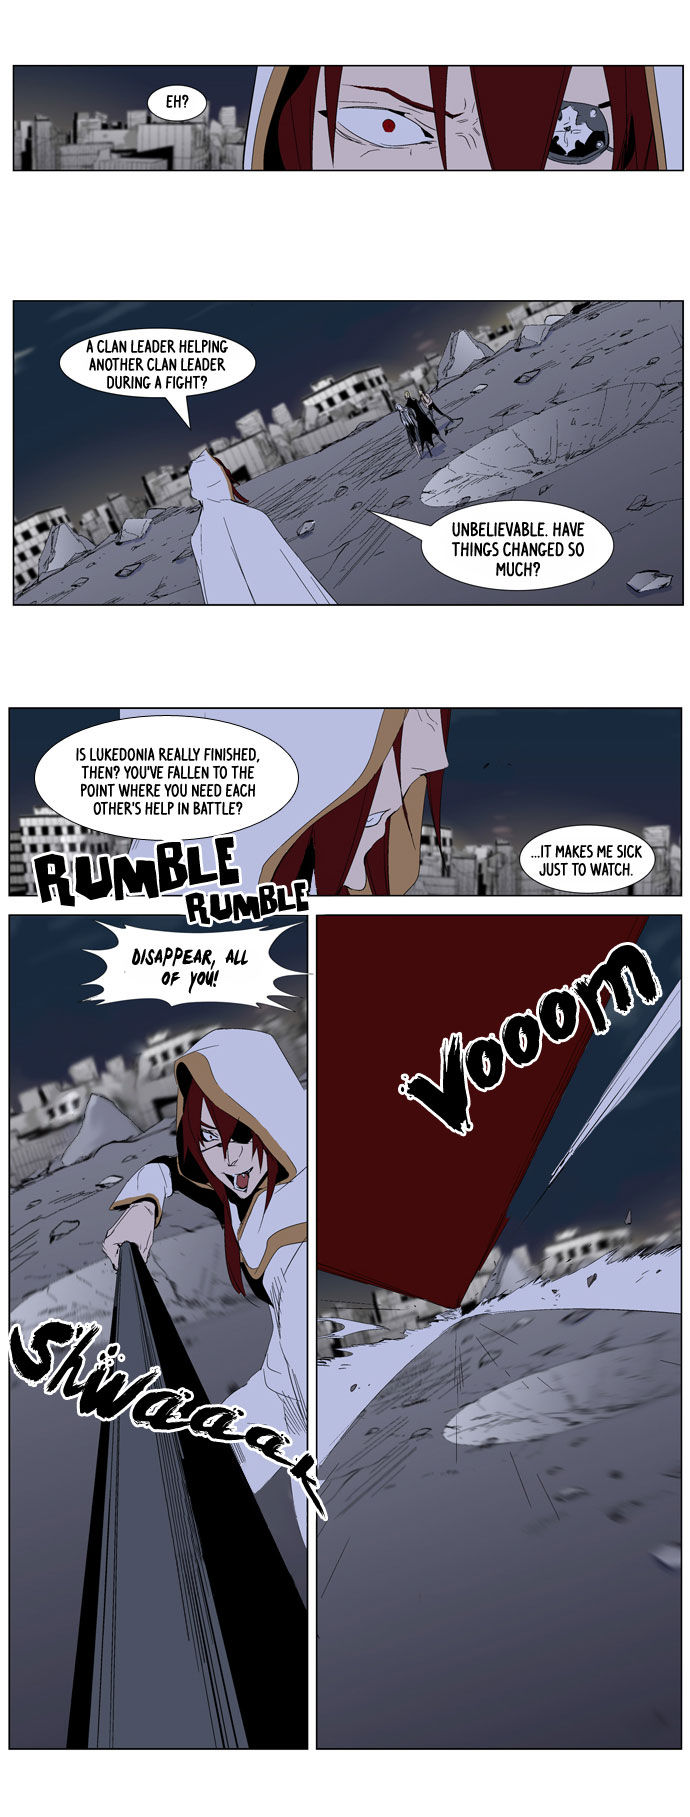 EH?
A CLAN LEADER HELPING
ANOTHER CLAN LEADER
DURING A FIGHT?
UNBELIEVABLE. HAVE
THINGS CHANGED SO
MUCH?
IS LUKEDONIA REALLY FINISHED,
THEN? YOU'VE FALLEN TO THE
POINT WHERE YOU NEED EACH
OTHER'S HELP IN BATTLE?
RUMBLE
RUMBLE
...IT MAKES ME SICK
JUST TO WATCH.
DISAPPEAR, ALL
OF YOU!
Vooom
Shwaaak